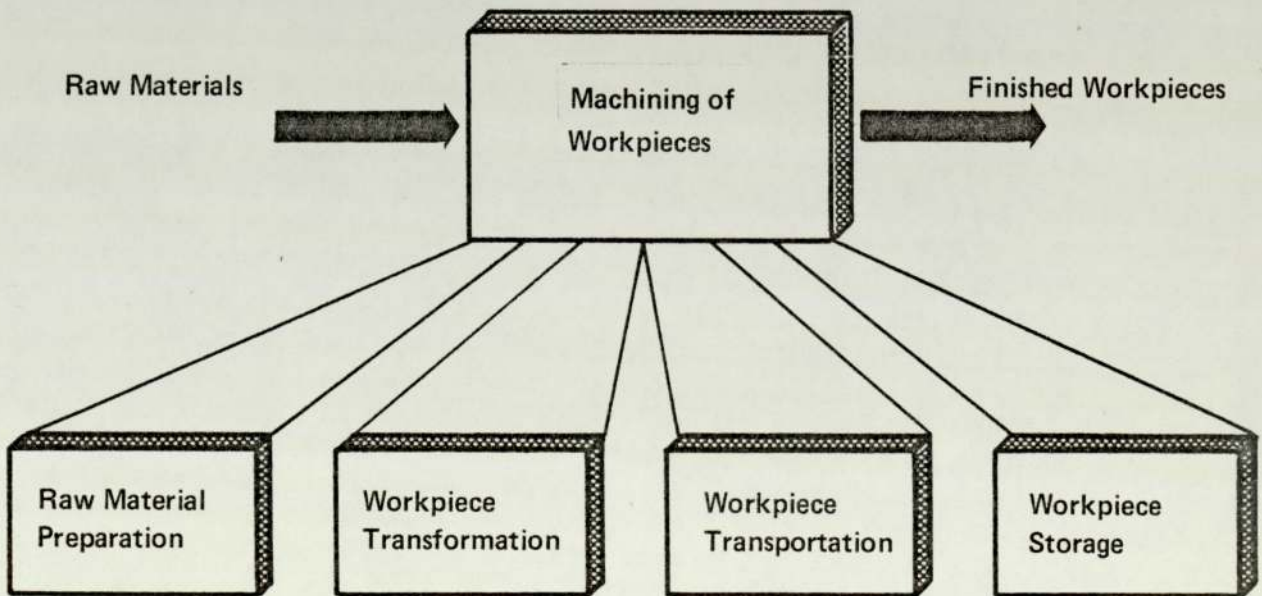 Raw Materials
Machining of
Workpieces
Finished Workpieces
Raw Material
Preparation
Workpiece
Transformation
Workpiece
Transportation
Workpiece
Storage